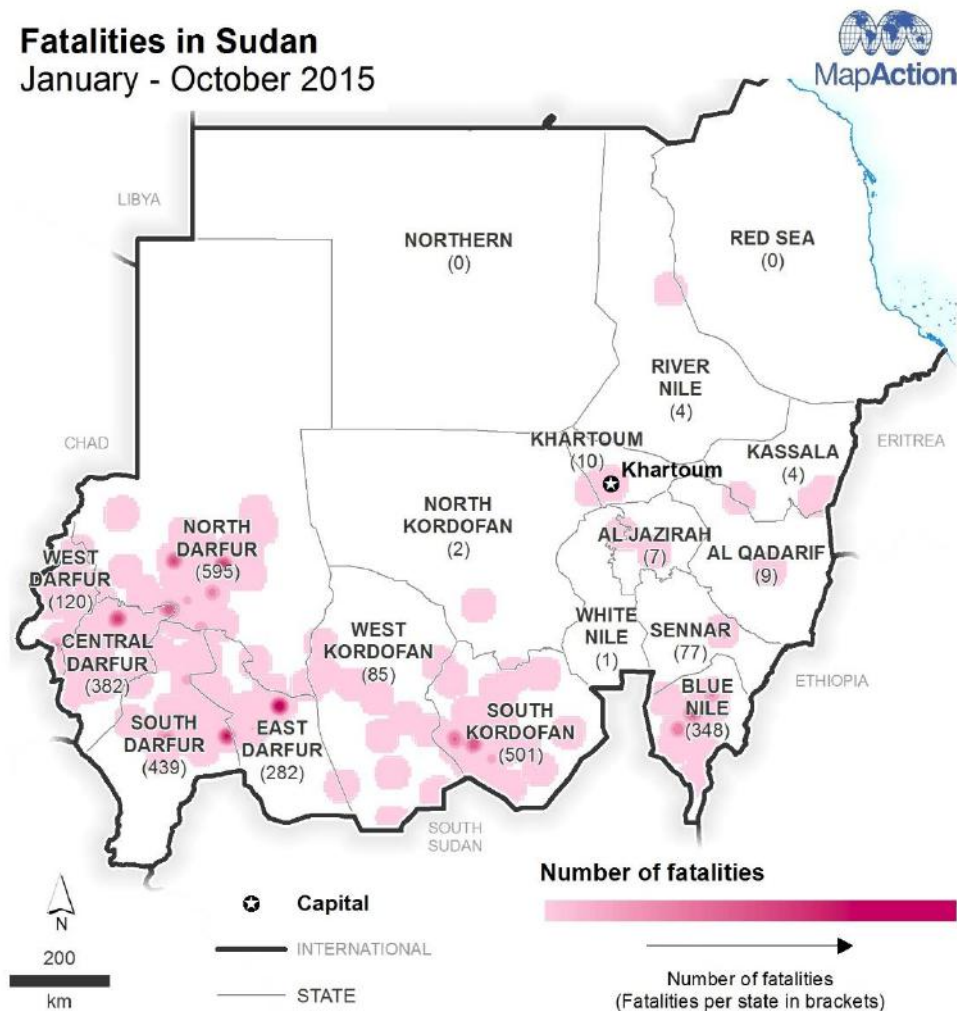 Fatalities in Sudan
January - October 2015
MapAction
LIBYA
NORTHERN
(0)
RED SEA
(0)
RIVER
NILE
(4)
CHAD
KHARTOUM
(10)
Khartoum
KASSALA
(4)
ERITREA
NORTH
KORDOFAN
(2)
NORTH
DARFUR
(595)
WEST
DARFUR
(120)
AL JAZIRAH
(7)
AL QADARIF
(9)
CENTRAL
DARFUR
(382)
WEST
KORDOFAN
(85)
WHITE
NILE
(1)
SENNAR
(77)
ETHIOPIA
SOUTH
DARFUR
(439)
EAST
DARFUR
(282)
SOUTH
KORDOFAN
(501)
BLUE
NILE
(348)
SOUTH
SUDAN
N
200
km
Capital
INTERNATIONAL
STATE
Number of fatalities
Number of fatalities
(Fatalities per state in brackets)